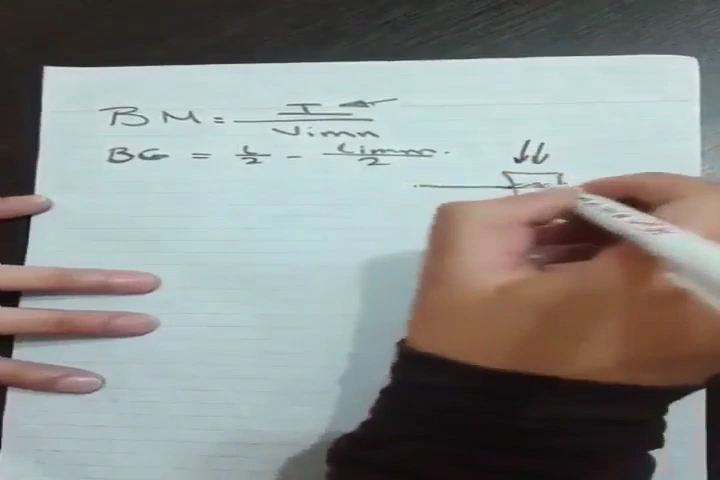 BM = I / Vimn
BG = L/2 - Limm/2